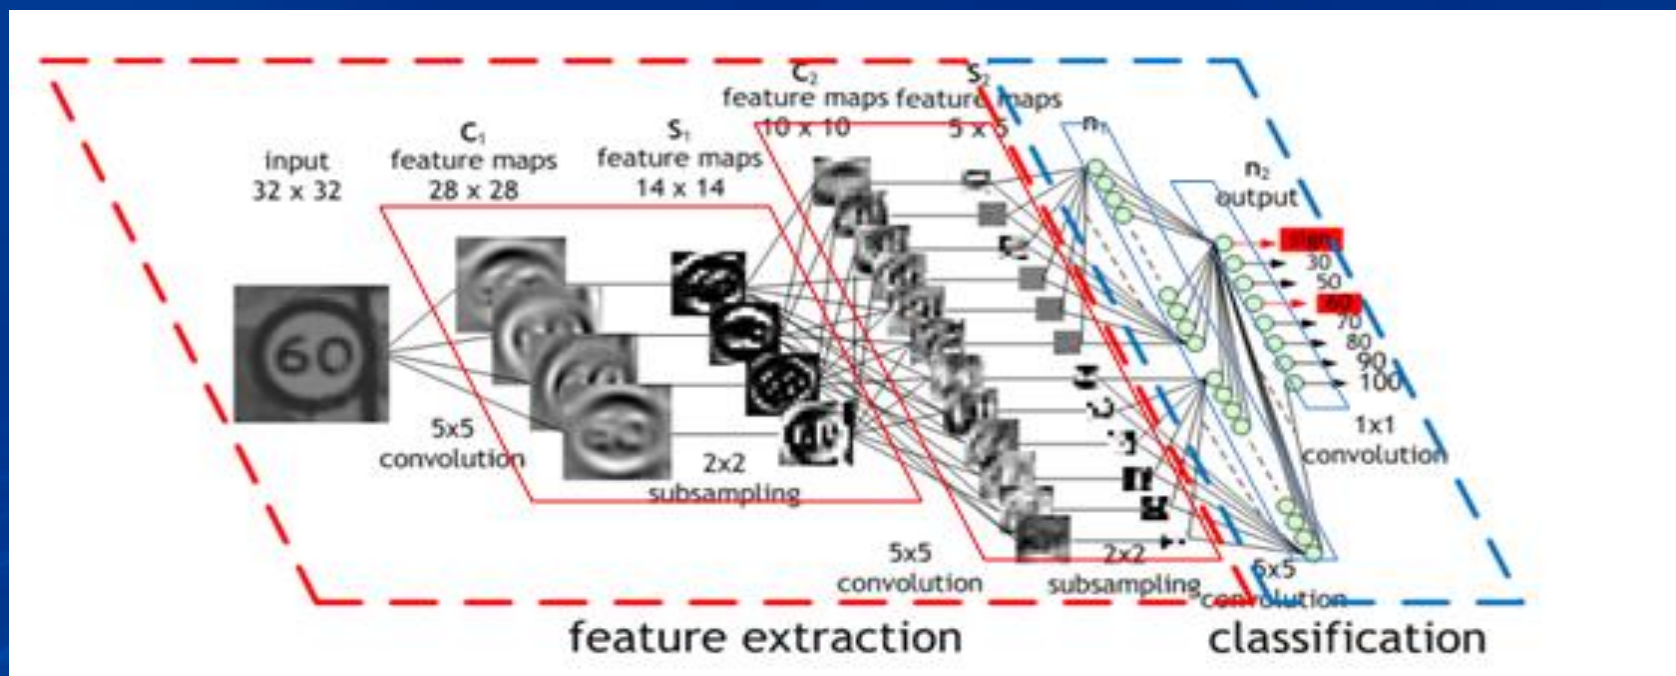 input
32 x 32
C₁
feature maps
28 x 28
S₁
feature maps
14 x 14
C₂
feature maps
10 x 10
S₂
feature maps
5 x 5
n₁
n₂
output
30
50
60
70
80
90
100
60
5x5
convolution
2x2
subsampling
5x5
convolution
2x2
subsampling
5x5
convolution
1x1
convolution
feature extraction
classification